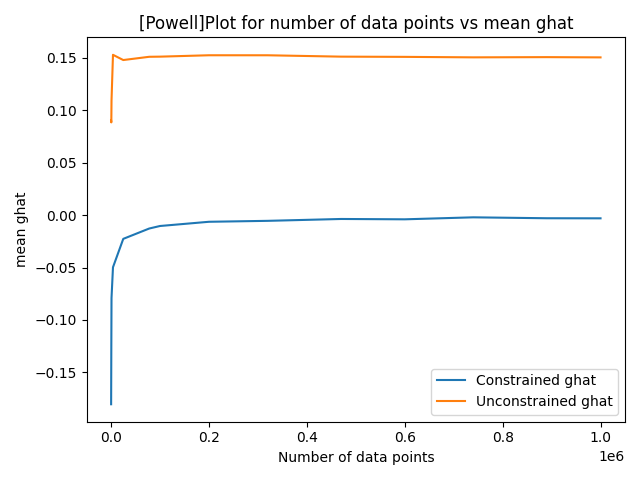 [Powell]Plot for number of data points vs mean ghat
0.15
0.10
0.05
0.00
−0.05
−0.10
−0.15
mean ghat
0.0 0.2 0.4 0.6 0.8 1.0
1e6
Number of data points
Constrained ghat
Unconstrained ghat